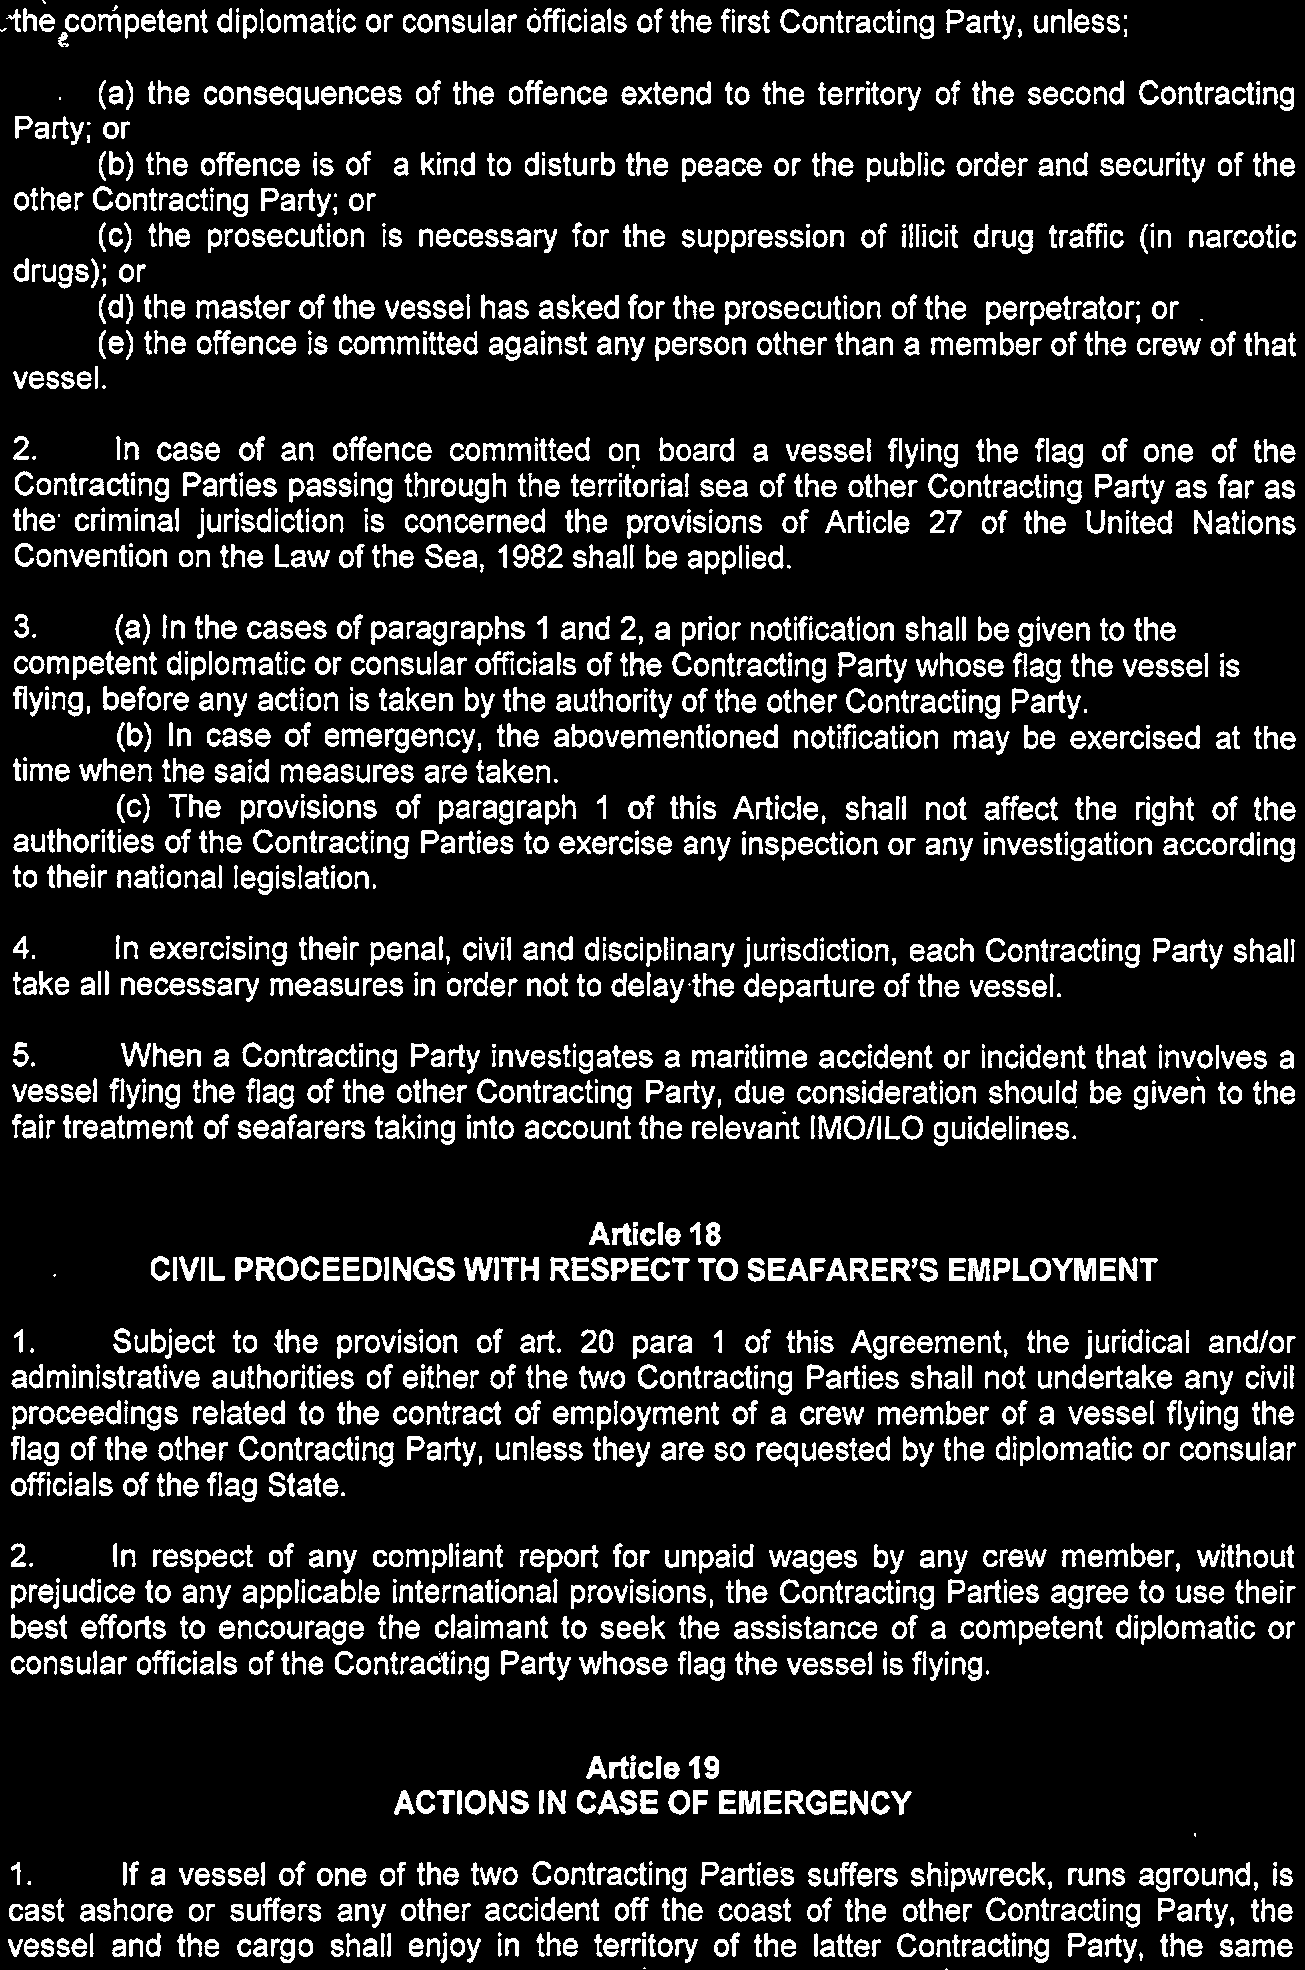 the competent diplomatic or consular officials of the first Contracting Party, unless;
(a) the consequences of the offence extend to the territory of the second Contracting
Party; or
(b) the offence is of a kind to disturb the peace or the public order and security of the
other Contracting Party; or
(c) the prosecution is necessary for the suppression of illicit drug traffic (in narcotic
drugs); or
(d) the master of the vessel has asked for the prosecution of the perpetrator; or
(e) the offence is committed against any person other than a member of the crew of that
vessel.
2. In case of an offence committed on board a vessel flying the flag of one of the
Contracting Parties passing through the territorial sea of the other Contracting Party as far as
the criminal jurisdiction is concerned the provisions of Article 27 of the United Nations
Convention on the Law of the Sea, 1982 shall be applied.
3. (a) In the cases of paragraphs 1 and 2, a prior notification shall be given to the
competent diplomatic or consular officials of the Contracting Party whose flag the vessel is
flying, before any action is taken by the authority of the other Contracting Party.
(b) In case of emergency, the abovementioned notification may be exercised at the
time when the said measures are taken.
(c) The provisions of paragraph 1 of this Article, shall not affect the right of the
authorities of the Contracting Parties to exercise any inspection or any investigation according
to their national legislation.
4. In exercising their penal, civil and disciplinary jurisdiction, each Contracting Party shall
take all necessary measures in order not to delay the departure of the vessel.
5. When a Contracting Party investigates a maritime accident or incident that involves a
vessel flying the flag of the other Contracting Party, due consideration should be given to the
fair treatment of seafarers taking into account the relevant IMO/ILO guidelines.
Article 18
CIVIL PROCEEDINGS WITH RESPECT TO SEAFARER'S EMPLOYMENT
1. Subject to the provision of art. 20 para 1 of this Agreement, the juridical and/or
administrative authorities of either of the two Contracting Parties shall not undertake any civil
proceedings related to the contract of employment of a crew member of a vessel flying the
flag of the other Contracting Party, unless they are so requested by the diplomatic or consular
officials of the flag State.
2. In respect of any compliant report for unpaid wages by any crew member, without
prejudice to any applicable international provisions, the Contracting Parties agree to use their
best efforts to encourage the claimant to seek the assistance of a competent diplomatic or
consular officials of the Contracting Party whose flag the vessel is flying.
Article 19
ACTIONS IN CASE OF EMERGENCY
1. If a vessel of one of the two Contracting Parties suffers shipwreck, runs aground, is
cast ashore or suffers any other accident off the coast of the other Contracting Party, the
vessel and the cargo shall enjoy in the territory of the latter Contracting Party, the same